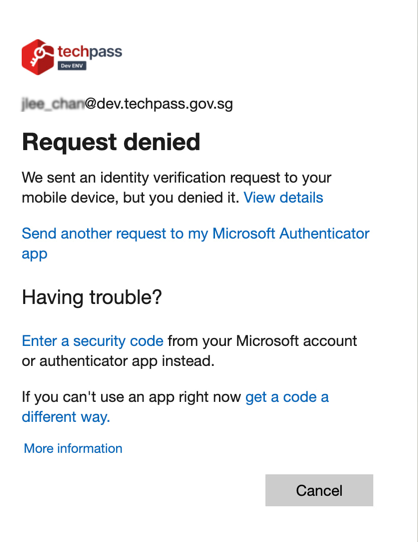 techpass
Dev ENV
@dev.techpass.gov.sg
Request denied
We sent an identity verification request to your
mobile device, but you denied it. View details
Send another request to my Microsoft Authenticator
app
Having trouble?
Enter a security code from your Microsoft account
or authenticator app instead.
If you can't use an app right now get a code a
different way.
More information
Cancel